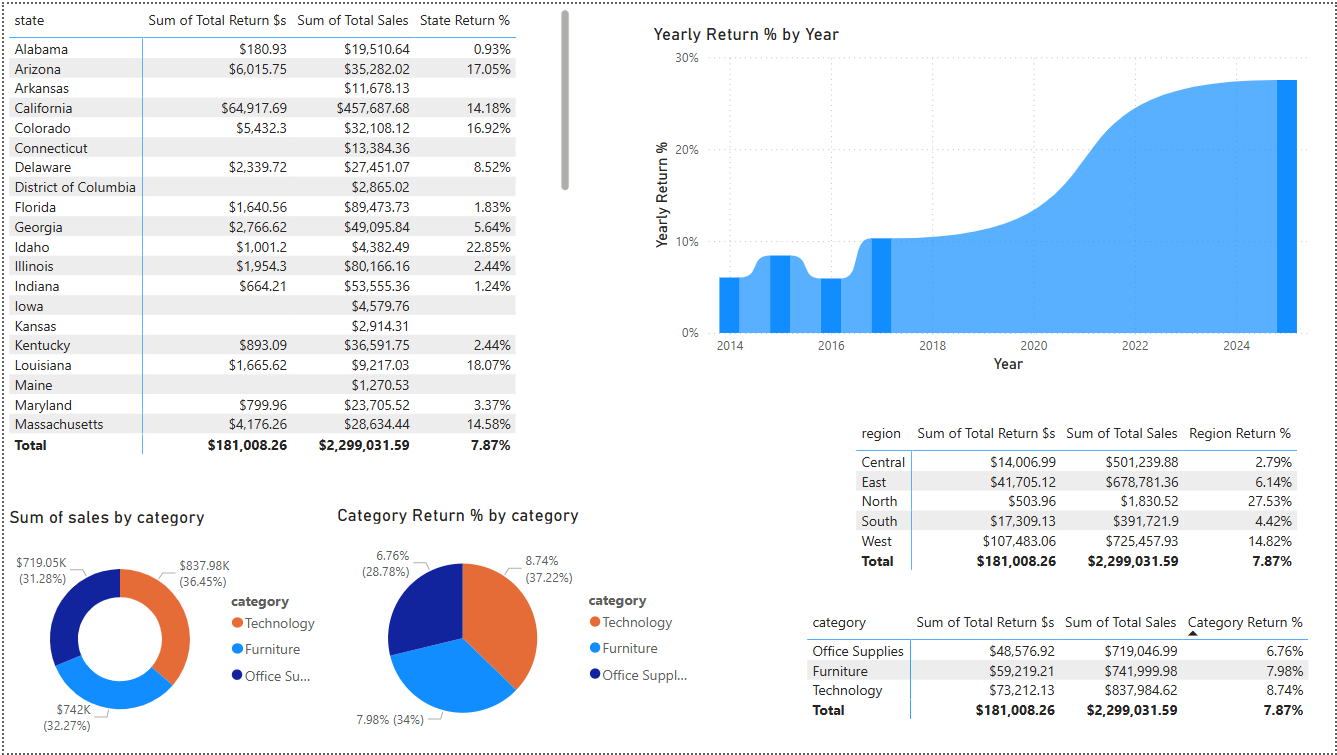 state Sum of Total Return $s Sum of Total Sales State Return %
Alabama $180.93 $19,510.64 0.93%
Arizona $6,015.75 $35,282.02 17.05%
Arkansas $11,678.13
California $64,917.69 $457,687.68 14.18%
Colorado $5,432.3 $32,108.12 16.92%
Connecticut $13,384.36
Delaware $2,339.72 $27,451.07 8.52%
District of Columbia $2,865.02
Florida $1,640.56 $89,473.73 1.83%
Georgia $2,766.62 $49,095.84 5.64%
Idaho $1,001.2 $4,382.49 22.85%
Illinois $1,954.3 $80,166.16 2.44%
Indiana $664.21 $53,555.36 1.24%
Iowa $4,579.76
Kansas $2,914.31
Kentucky $893.09 $36,591.75 2.44%
Louisiana $1,665.62 $9,217.03 18.07%
Maine $1,270.53
Maryland $799.96 $23,705.52 3.37%
Massachusetts $4,176.26 $28,634.44 14.58%
Total $181,008.26 $2,299,031.59 7.87%
Yearly Return % by Year
30%
20%
10%
0%
Yearly Return %
2014 2016 2018 2020 2022 2024
Year
region Sum of Total Return $s Sum of Total Sales Region Return %
Central $14,006.99 $501,239.88 2.79%
East $41,705.12 $678,781.36 6.14%
North $503.96 $1,830.52 27.53%
South $17,309.13 $391,721.9 4.42%
West $107,483.06 $725,457.93 14.82%
Total $181,008.26 $2,299,031.59 7.87%
Sum of sales by category
$719.05K
(31.28%)
$837.98K
(36.45%)
$742K
(32.27%)
category
Technology
Furniture
Office Su...
Category Return % by category
6.76%
(28.78%)
8.74%
(37.22%)
7.98% (34%)
category
Technology
Furniture
Office Suppl...
category Sum of Total Return $s Sum of Total Sales Category Return %
Office Supplies $48,576.92 $719,046.99 6.76%
Furniture $59,219.21 $741,999.98 7.98%
Technology $73,212.13 $837,984.62 8.74%
Total $181,008.26 $2,299,031.59 7.87%